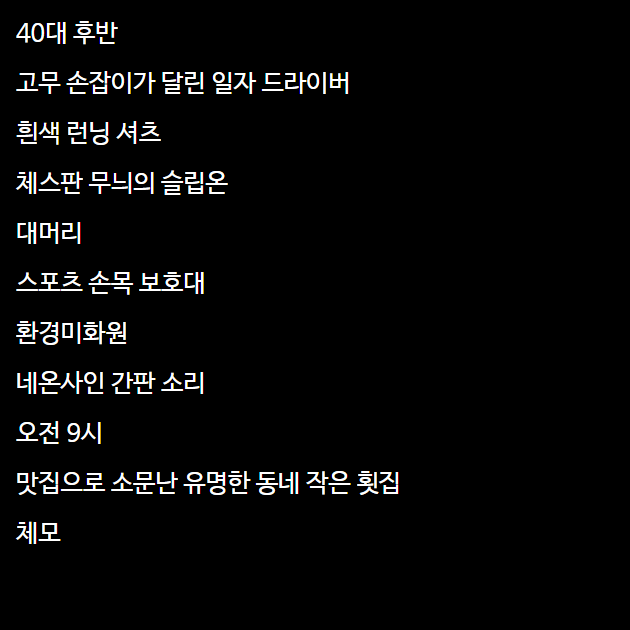 40대 후반
고무 손잡이가 달린 일자 드라이버
흰색 런닝 셔츠
체스판 무늬의 슬립온
대머리
스포츠 손목 보호대
환경미화원
네온사인 간판 소리
오전 9시
맛집으로 소문난 유명한 동네 작은 횟집
체모